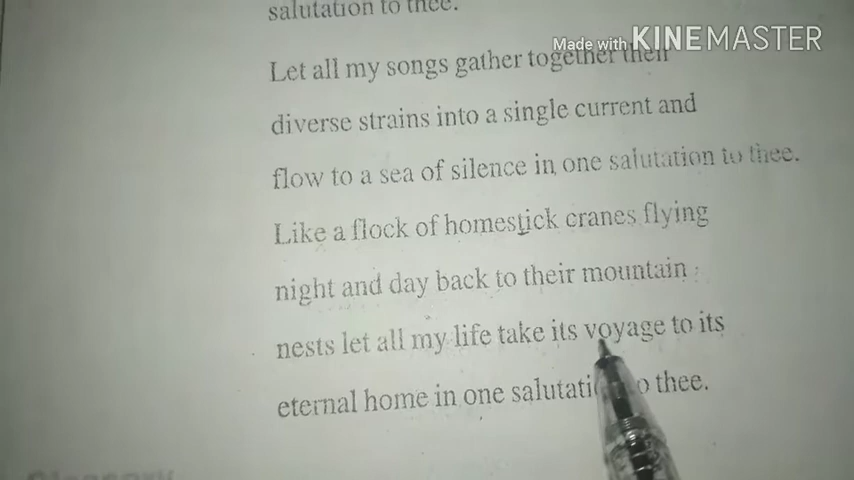 salutation to thee.
Made with KINEMASTER
Let all my songs gather together their
diverse strains into a single current and
flow to a sea of silence in one salutation to thee.
Like a flock of homestick cranes flying
night and day back to their mountain
nests let all my life take its voyage to its
eternal home in one salutation to thee.
Glossary